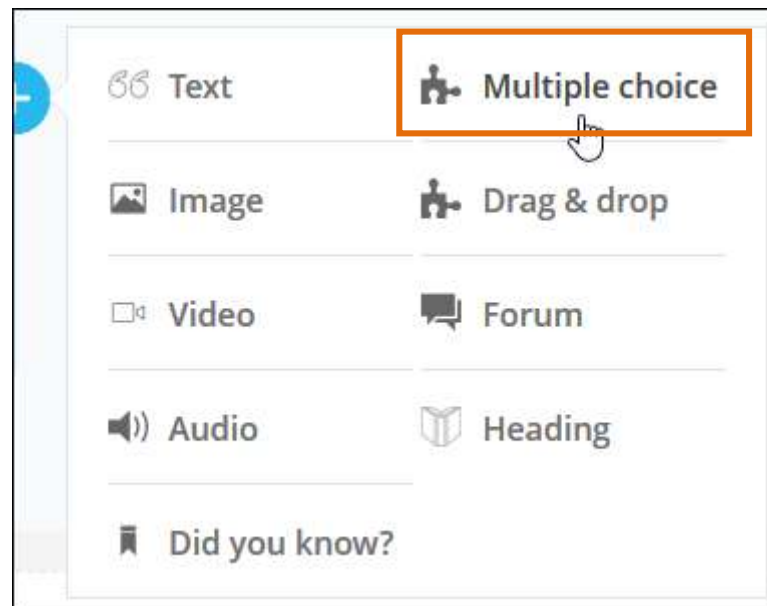 Text
Multiple choice
Image
Drag & drop
Video
Forum
Audio
Heading
Did you know?